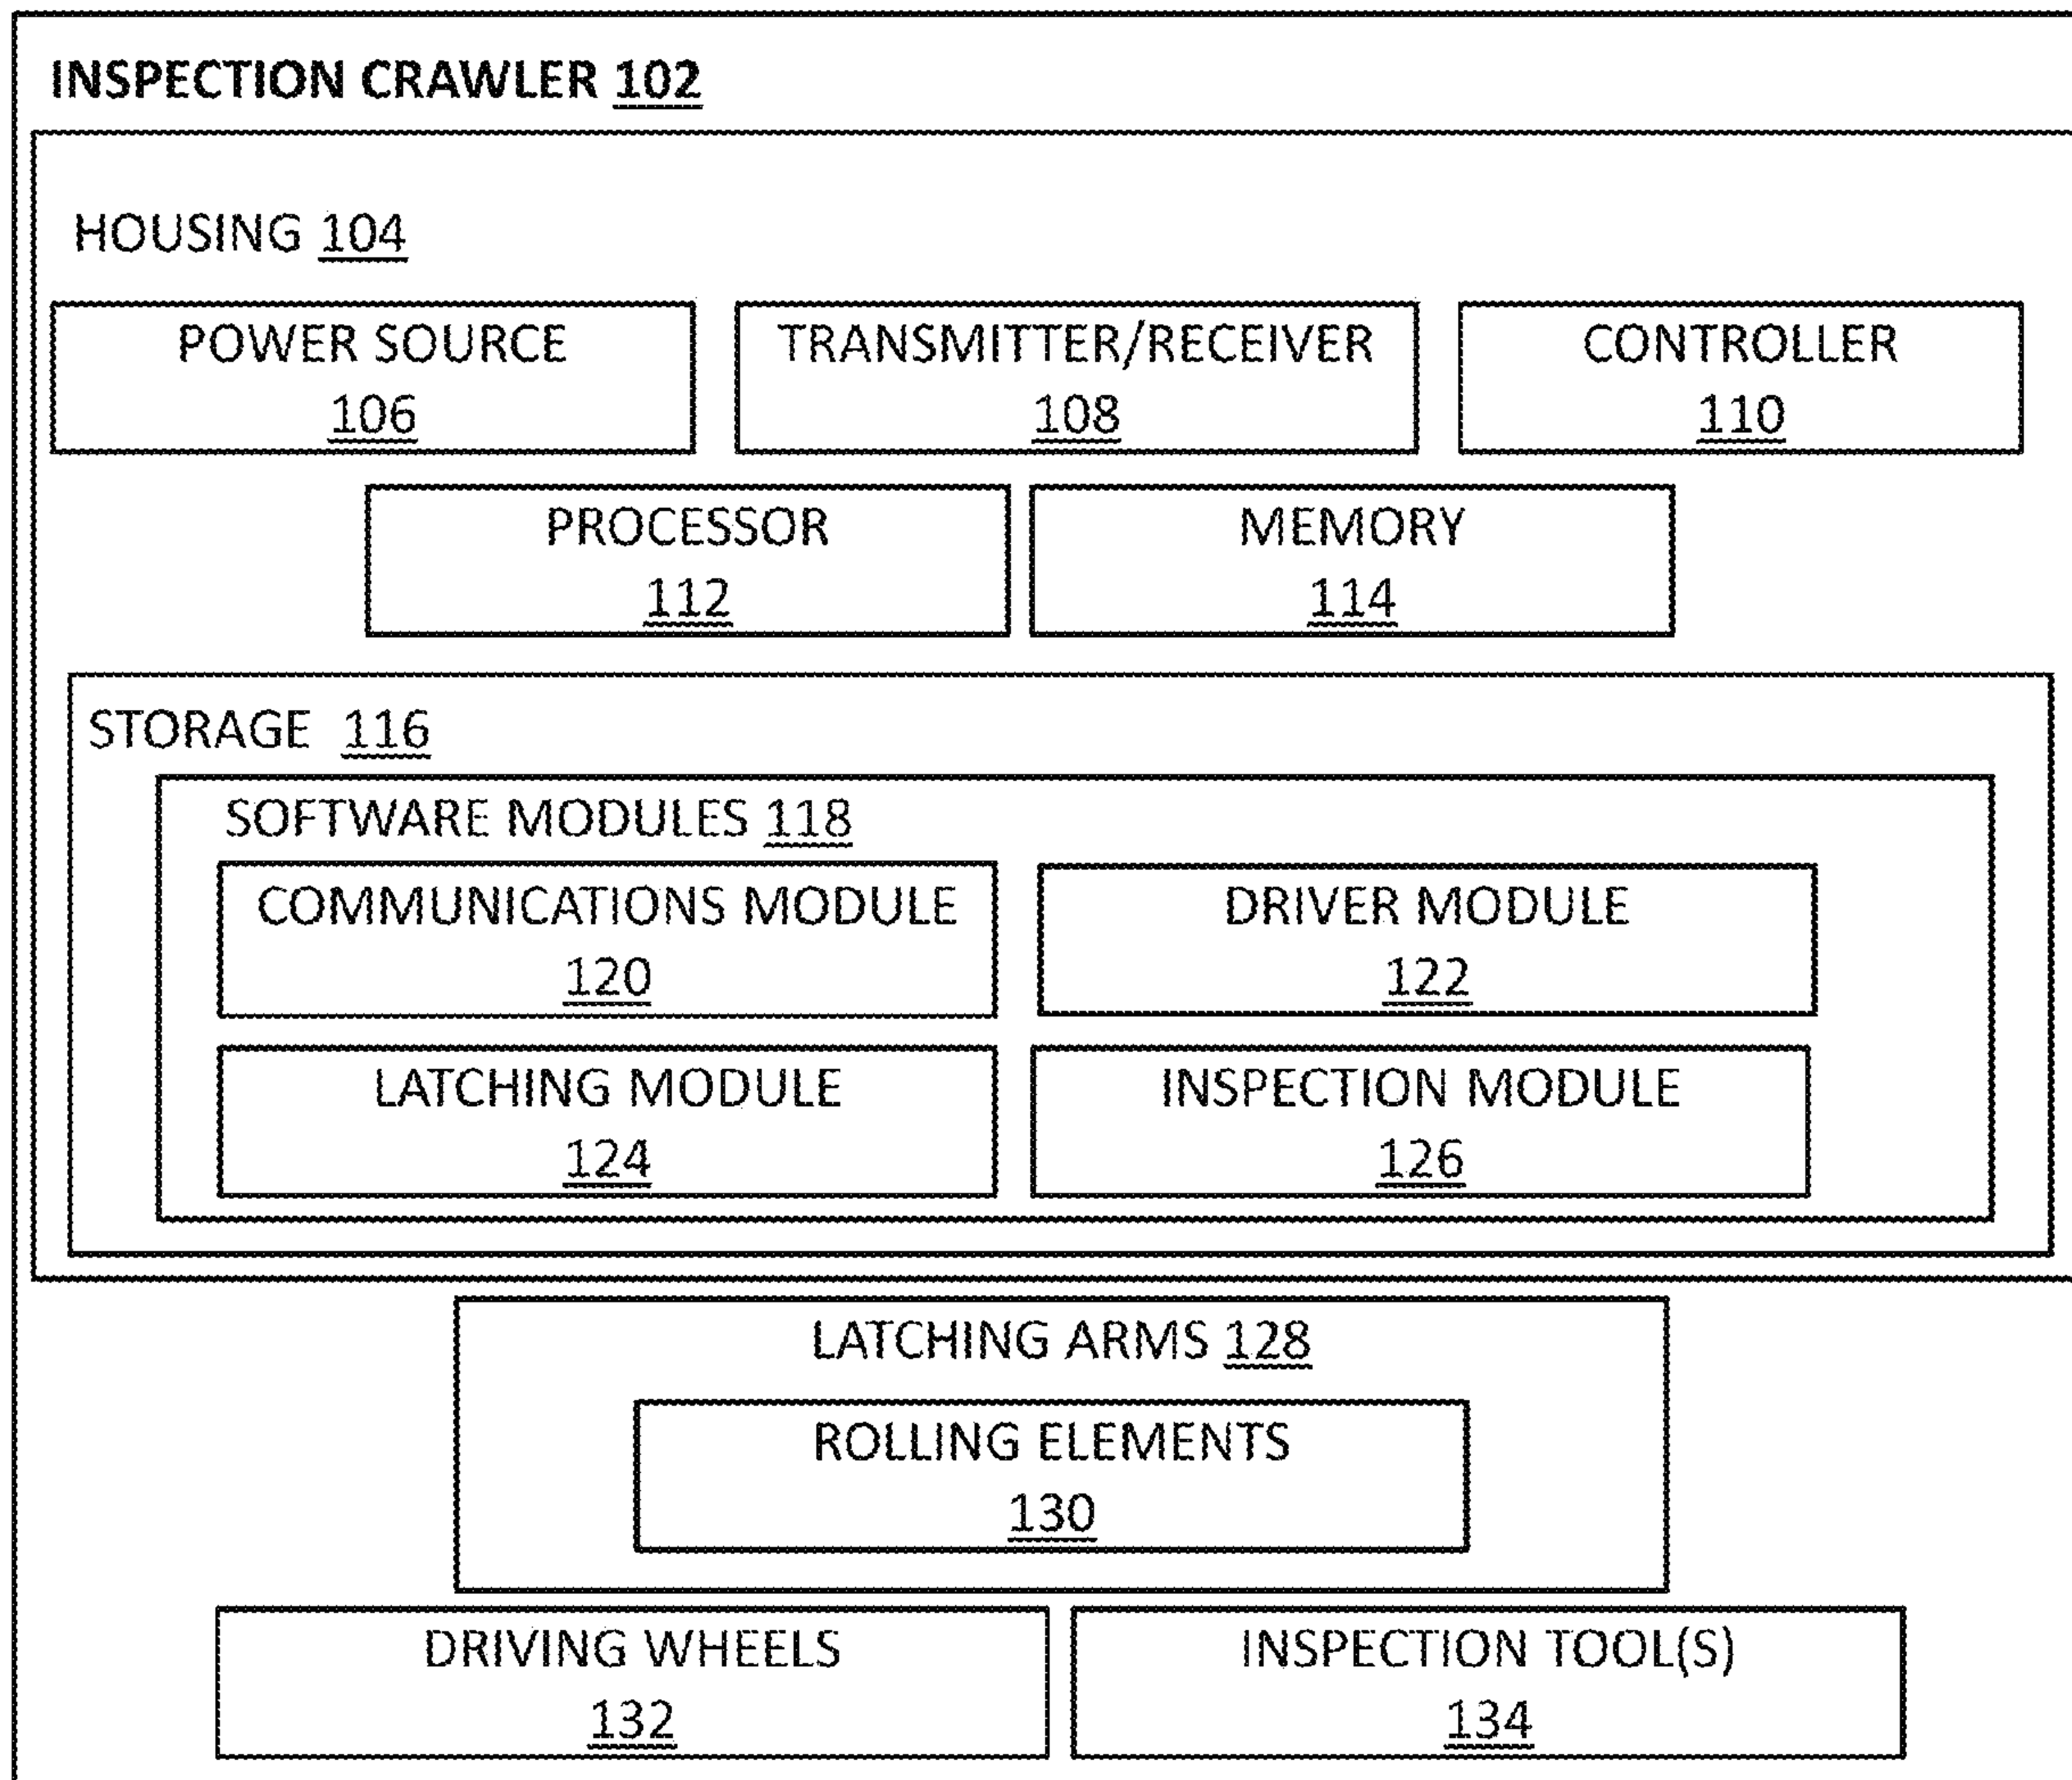 INSPECTION CRAWLER 102
HOUSING 104
POWER SOURCE
106
TRANSMITTER/RECEIVER
108
CONTROLLER
110
PROCESSOR
112
MEMORY
114
STORAGE 116
SOFTWARE MODULES 118
COMMUNICATIONS MODULE
120
DRIVER MODULE
122
LATCHING MODULE
124
INSPECTION MODULE
126
LATCHING ARMS 128
ROLLING ELEMENTS
130
DRIVING WHEELS
132
INSPECTION TOOL(S)
134